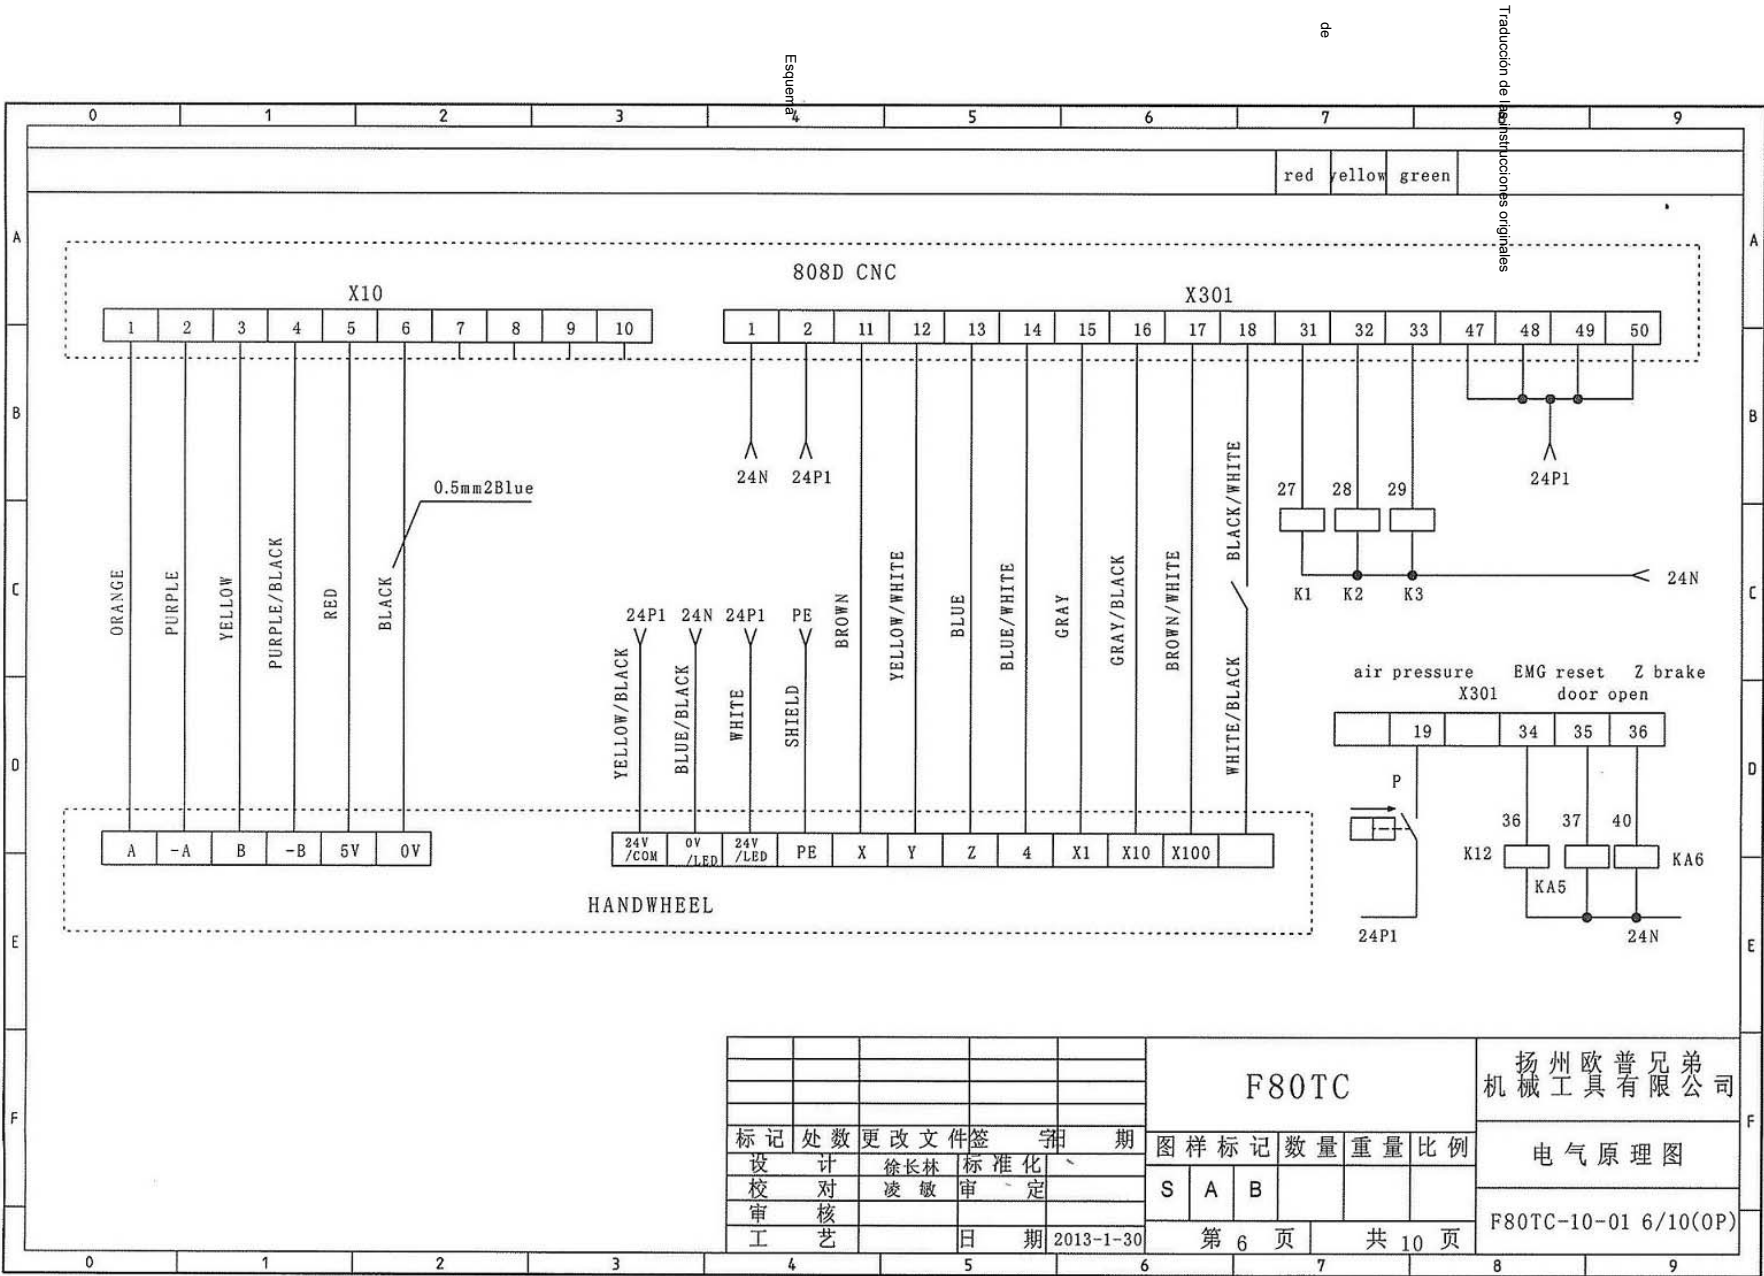 Traducción de las instrucciones originales
de
Esquema
0 1 2 3 4 5 6 7 8 9
red yellow green
A A
808D CNC
X10 X301
1 2 3 4 5 6 7 8 9 10
1 2 11 12 13 14 15 16 17 18 31 32 33 47 48 49 50
B B
24N 24P1 24P1
0.5mm2Blue
27 28 29
K1 K2 K3 24N
C C
ORANGE
PURPLE
YELLOW
PURPLE/BLACK
RED
BLACK
24P1 24N 24P1 PE
YELLOW/BLACK
BLUE/BLACK
WHITE
SHIELD
BROWN
YELLOW/WHITE
BLUE
BLUE/WHITE
GRAY
GRAY/BLACK
BROWN/WHITE
BLACK/WHITE
WHITE/BLACK
air pressure EMG reset Z brake
X301 door open
19 34 35 36
D D
P
36 37 40
K12 KA5 KA6
24P1 24N
A -A B -B 5V 0V
24V /COM 0V /LED 24V /LED PE X Y Z 4 X1 X10 X100
HANDWHEEL
E E
F F
F80TC
扬州欧普兄弟
机械工具有限公司
标记 处数 更改文件 签字 日期
图样标记 数量 重量 比例
电气原理图
设计 徐长林 标准化
校对 凌敏 审定
S A B
审核
F80TC-10-01 6/10(OP)
工艺 日期 2013-1-30
第 6 页 共 10 页
0 1 2 3 4 5 6 7 8 9